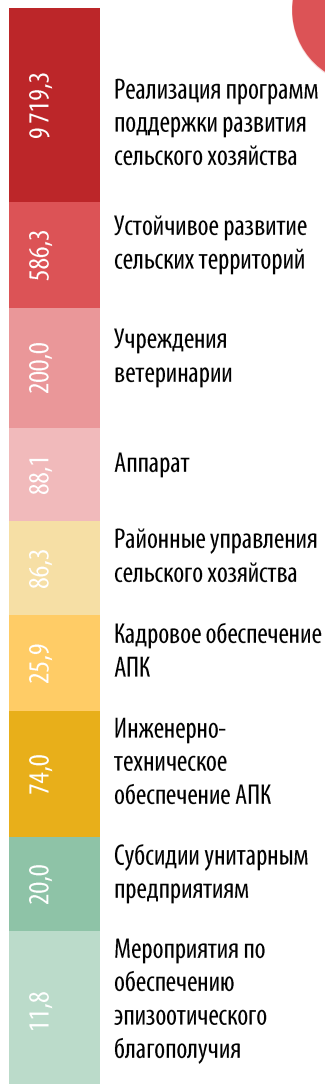 9 719,3
Реализация программ
поддержки развития
сельского хозяйства
586,3
Устойчивое развитие
сельских территорий
200,0
Учреждения
ветеринарии
88,1
Аппарат
86,3
Районные управления
сельского хозяйства
25,9
Кадровое обеспечение
АПК
74,0
Инженерно-
техническое
обеспечение АПК
20,0
Субсидии унитарным
предприятиям
11,8
Мероприятия по
обеспечению
эпизоотического
благополучия